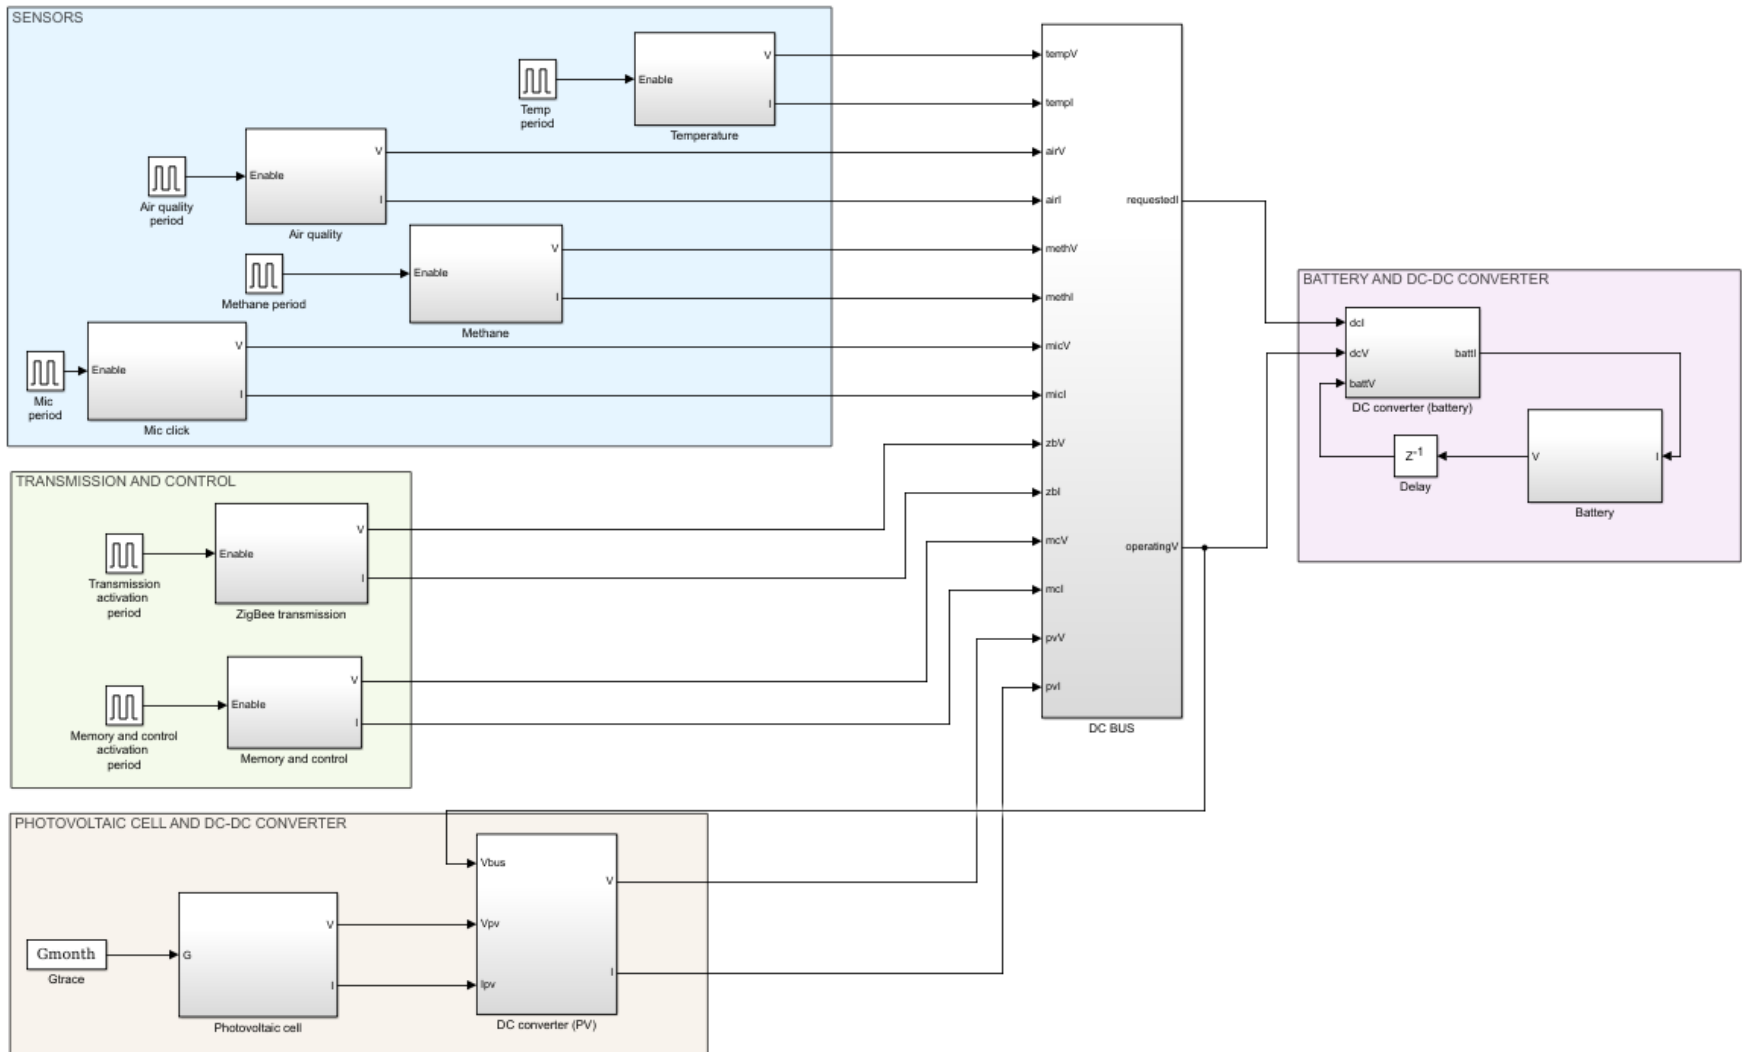 SENSORS
Temp
period
Enable
V
I
Temperature
Air quality
period
Enable
V
I
Air quality
Methane period
Enable
V
I
Methane
Mic
period
Enable
V
I
Mic click
TRANSMISSION AND CONTROL
Transmission
activation
period
Enable
V
I
ZigBee transmission
Memory and control
activation
period
Enable
V
I
Memory and control
PHOTOVOLTAIC CELL AND DC-DC CONVERTER
Gmonth
Gtrace
G
V
I
Photovoltaic cell
Vbus
Vpv
Ipv
V
I
DC converter (PV)
tempV
tempI
airV
airI
methV
methI
micV
micI
zbV
zbI
mcV
mcI
pvV
pvI
requestedI
operatingV
DC BUS
BATTERY AND DC-DC CONVERTER
dcI
dcV
battV
battI
DC converter (battery)
Z-1
Delay
V
I
Battery